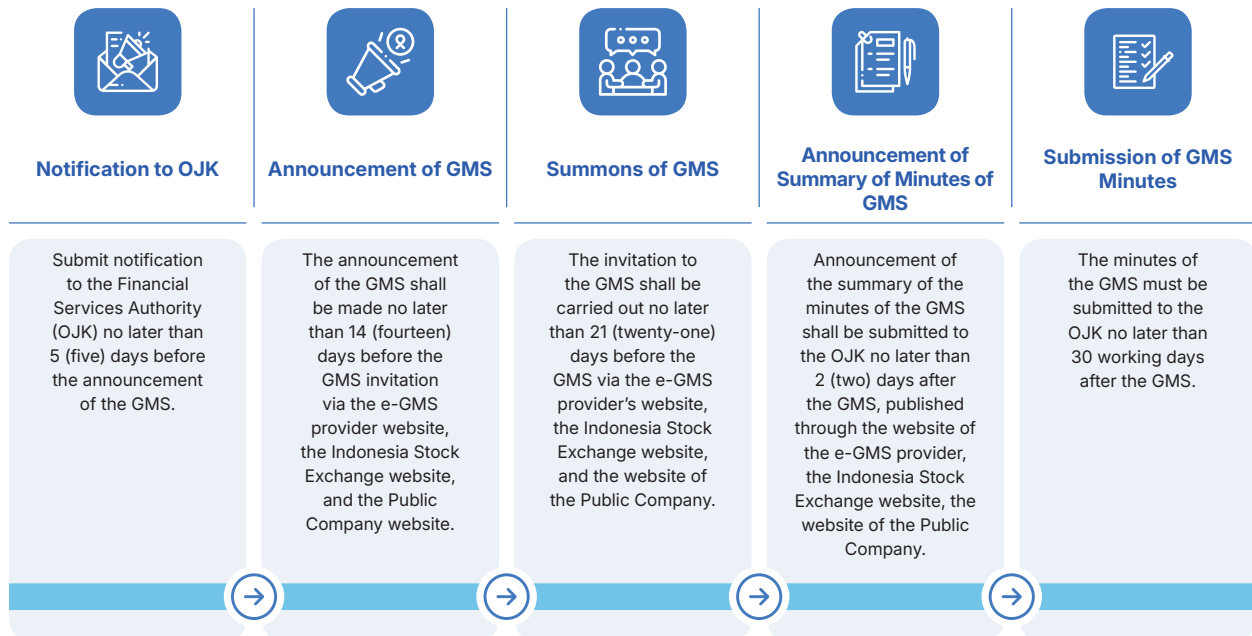 Notification to OJK
Submit notification
to the Financial
Services Authority
(OJK) no later than
5 (five) days before
the announcement
of the GMS.
Announcement of GMS
The announcement
of the GMS shall
be made no later
than 14 (fourteen)
days before the
GMS invitation
via the e-GMS
provider website,
the Indonesia Stock
Exchange website,
and the Public
Company website.
Summons of GMS
The invitation to
the GMS shall be
carried out no later
than 21 (twenty-one)
days before the
GMS via the e-GMS
provider’s website,
the Indonesia Stock
Exchange website,
and the website of
the Public Company.
Announcement of
Summary of Minutes of
GMS
Announcement of
the summary of the
minutes of the GMS
shall be submitted to
the OJK no later than
2 (two) days after
the GMS, published
through the website of
the e-GMS provider,
the Indonesia Stock
Exchange website, the
website of the Public
Company.
Submission of GMS
Minutes
The minutes of
the GMS must be
submitted to the
OJK no later than
30 working days
after the GMS.